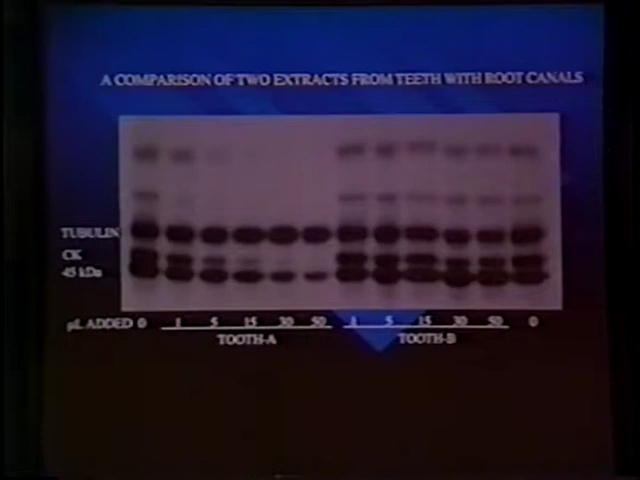 A COMPARISON OF TWO EXTRACTS FROM TEETH WITH ROOT CANALS
TUBULIN
CK
45 kDa
µL ADDED 0 1 5 15 30 50 1 5 15 30 50 0
TOOTH-A TOOTH-B